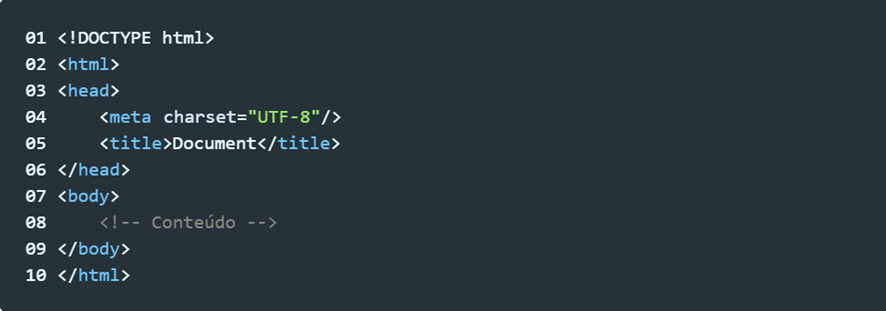 01 <!DOCTYPE html>
02 <html>
03 <head>
04     <meta charset="UTF-8"/>
05     <title>Document</title>
06 </head>
07 <body>
08     <!-- Conteúdo -->
09 </body>
10 </html>